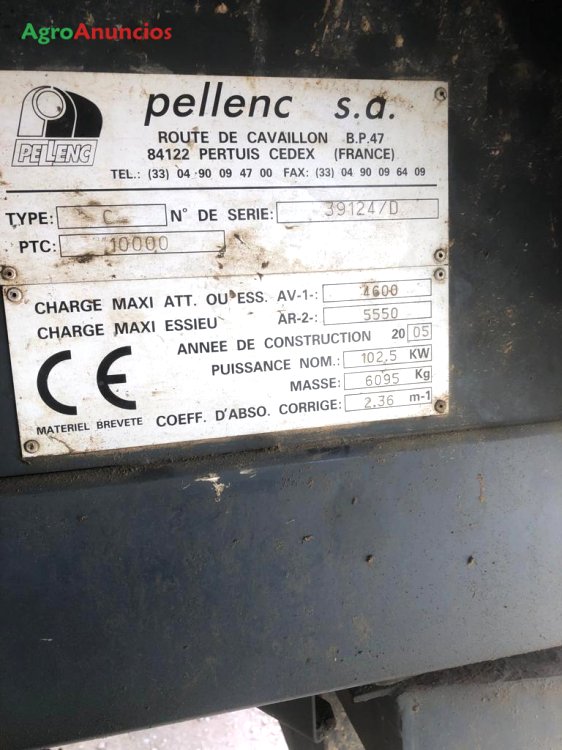 AgroAnuncios
PELLENC
pellenc s.a.
ROUTE DE CAVAILLON B.P.47
84122 PERTUIS CEDEX (FRANCE)
TEL.: (33) 04 90 09 47 00 FAX: (33) 04 90 09 64 09
TYPE: C N° DE SERIE: 39124/D
PTC: 10000
CHARGE MAXI ATT. OU ESS. AV-1-: 4600
CHARGE MAXI ESSIEU AR-2-: 5550
ANNEE DE CONSTRUCTION 20 05
PUISSANCE NOM.: 102,5 KW
MASSE: 6095 Kg
CE
MATERIEL BREVETE COEFF. D'ABSO. CORRIGE: 2.36 m-1